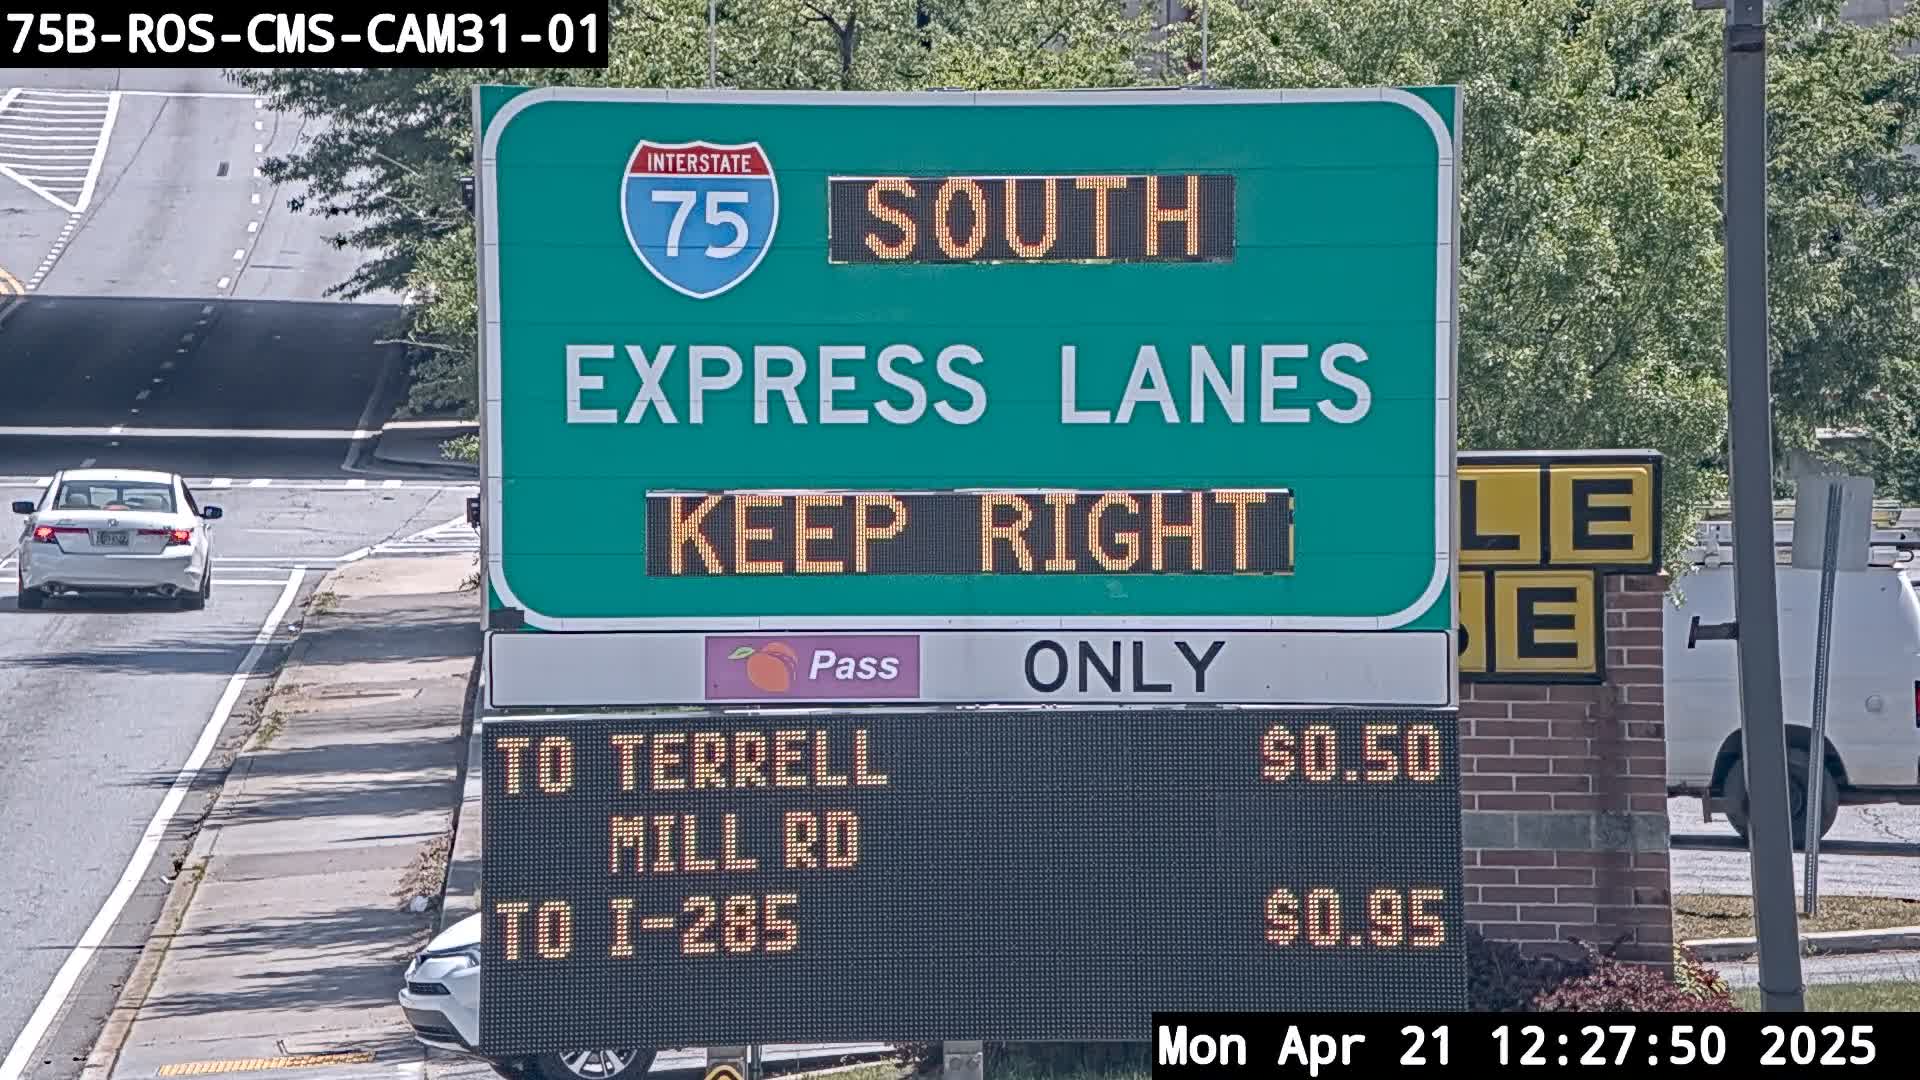 75B-ROS-CMS-CAM31-01
INTERSTATE
75
SOUTH
EXPRESS LANES
KEEP RIGHT
Pass ONLY
TO TERRELL $0.50
MILL RD
TO I-285 $0.95
LE
E
Mon Apr 21 12:27:50 2025